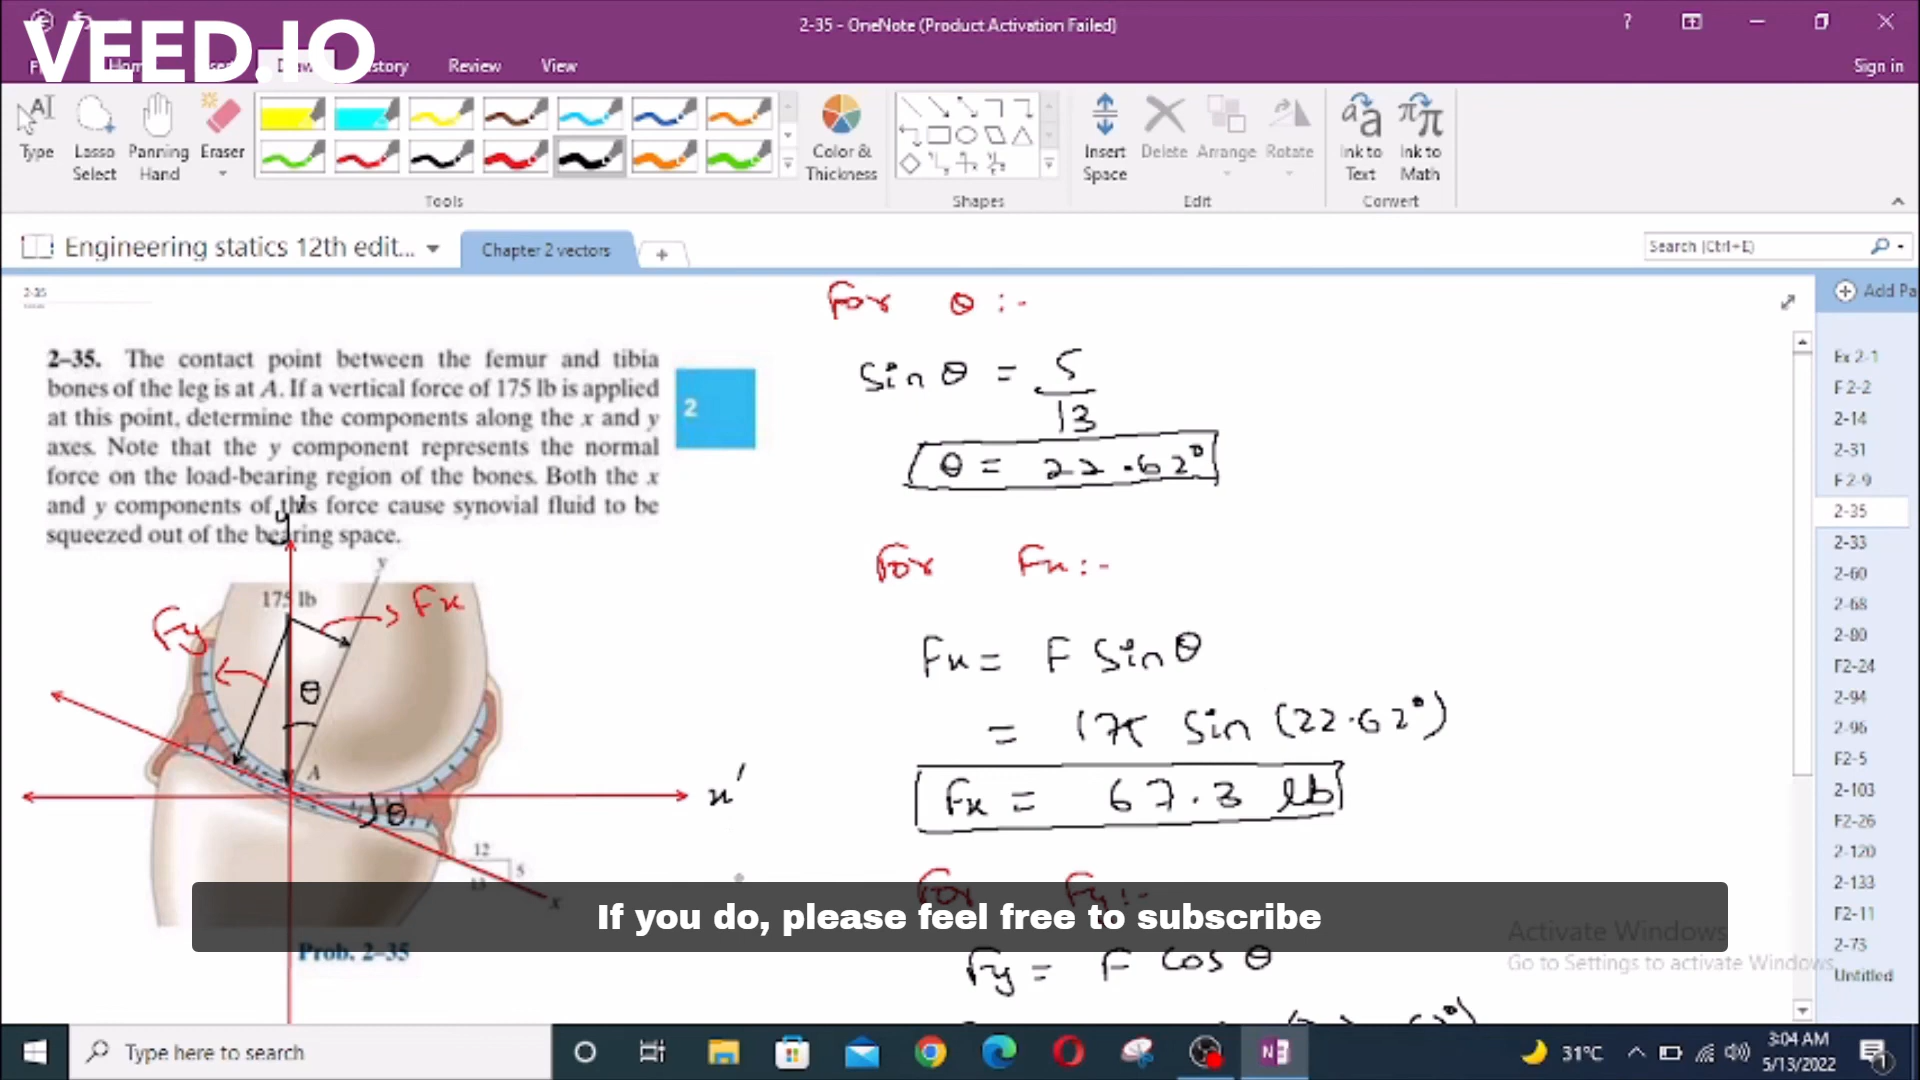 VEED.IO
2-35 - OneNote (Product Activation Failed)
?
Review
View
Sign in
Type
Lasso Select
Panning Hand
Eraser
Color & Thickness
Insert Space
Delete
Arrange
Rotate
Ink to Text
Ink to Math
Tools
Shapes
Edit
Convert
Engineering statics 12th edit...
Chapter 2 vectors
+
Search (Ctrl+E)
2-35
Add Pa
2–35. The contact point between the femur and tibia
bones of the leg is at A. If a vertical force of 175 lb is applied
at this point, determine the components along the x and y
axes. Note that the y component represents the normal
force on the load-bearing region of the bones. Both the x
and y components of this force cause synovial fluid to be
squeezed out of the bearing space.
2
y'
y
175 lb
Fx
Fy
θ
A
θ
x'
12
5
13
x
Prob. 2–35
For θ :-
Sin θ = 5/13
θ = 22.62°
For Fx :-
Fx = F Sin θ
= 175 Sin (22.62°)
Fx = 67.3 lb
For Fy :-
If you do, please feel free to subscribe
Fy = F Cos θ
Activate Windows
Go to Settings to activate Windows.
Ex 2-1
F 2-2
2-14
2-31
F 2-9
2-35
2-33
2-60
2-68
2-80
F2-24
2-94
2-96
F2-5
2-103
F2-26
2-120
2-133
F2-11
2-73
Untitled
Type here to search
31°C
3:04 AM
5/13/2022
1